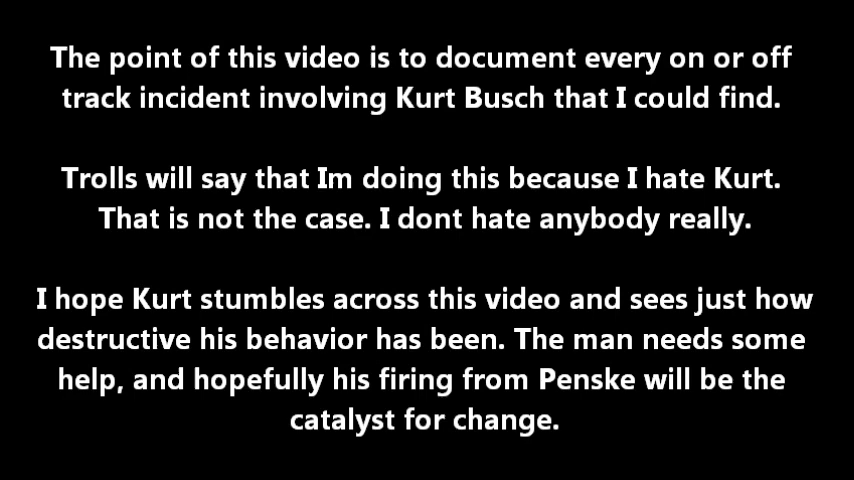 The point of this video is to document every on or off
track incident involving Kurt Busch that I could find.
Trolls will say that Im doing this because I hate Kurt.
That is not the case. I dont hate anybody really.
I hope Kurt stumbles across this video and sees just how
destructive his behavior has been. The man needs some
help, and hopefully his firing from Penske will be the
catalyst for change.